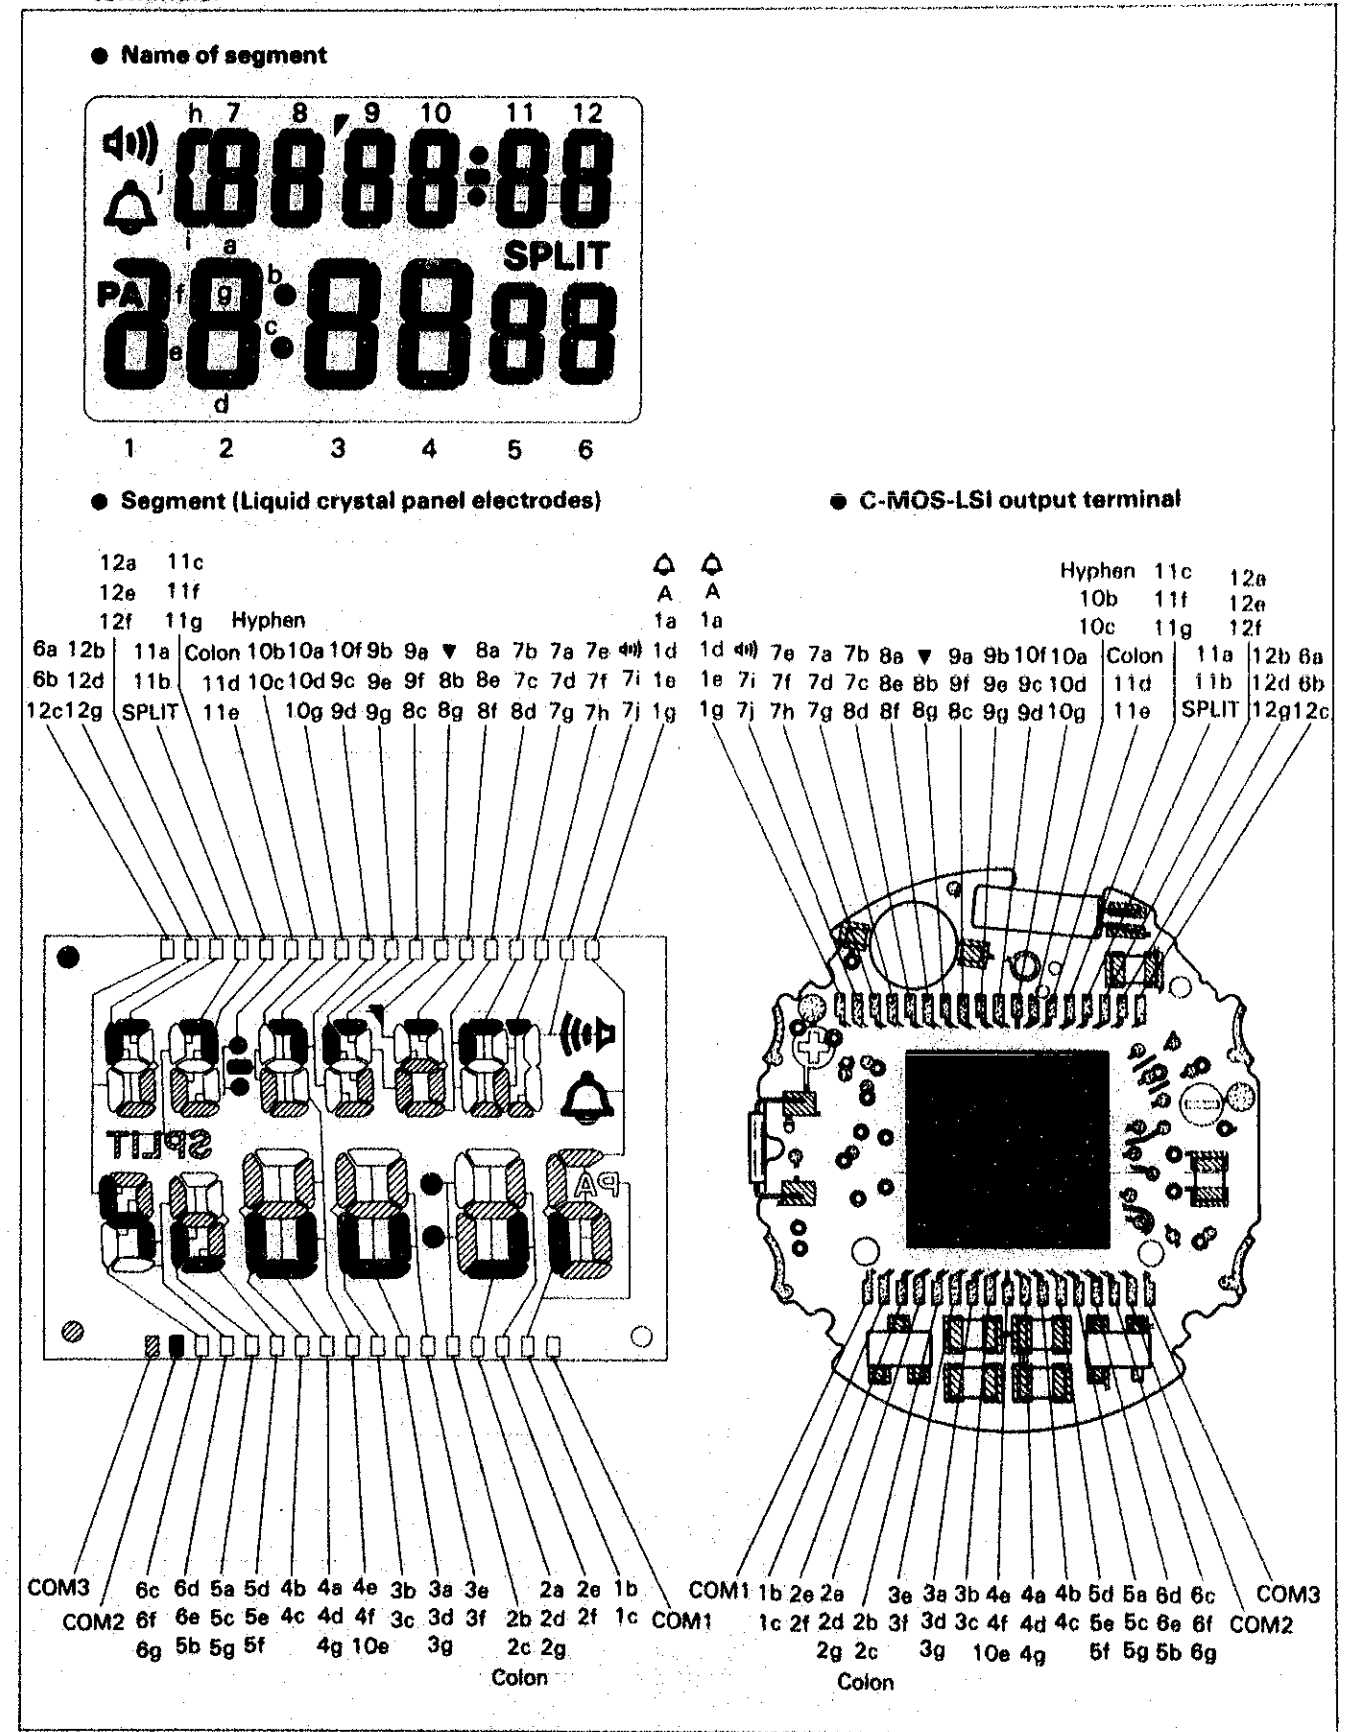 ● Name of segment
h 7 8 9 10 11 12
j
i a
SPLIT
PA f g b
c
e
d
1 2 3 4 5 6
● Segment (Liquid crystal panel electrodes)
● C-MOS-LSI output terminal
12a 11c
12e 11f A
12f 11g Hyphen 1a
6a 12b 11a Colon 10b 10a 10f 9b 9a ▼ 8a 7b 7a 7e 1d
6b 12d 11b 11d 10c 10d 9c 9e 9f 8b 8e 7c 7d 7f 7i 1e
12c 12g SPLIT 11e 10g 9d 9g 8c 8g 8f 8d 7g 7h 7j 1g
Hyphen 11c 12a
A 10b 11f 12e
1a 10c 11g 12f
1d 7e 7a 7b 8a ▼ 9a 9b 10f 10a Colon 11a 12b 6a
1e 7i 7f 7d 7c 8e 8b 9f 9e 9c 10d 11d 11b 12d 6b
1g 7j 7h 7g 8d 8f 8g 8c 9g 9d 10g 11e SPLIT 12g 12c
SPLIT
PA
COM3 6c 6d 5a 5d 4b 4a 4e 3b 3a 3e 2a 2e 1b
COM2 6f 6e 5c 5e 4c 4d 4f 3c 3d 3f 2b 2d 2f 1c COM1
6g 5b 5g 5f 4g 10e 3g 2c 2g
Colon
COM1 1b 2e 2a 3e 3a 3b 4e 4a 4b 5d 5a 6d 6c COM3
1c 2f 2d 2b 3f 3d 3c 4f 4d 4c 5e 5c 6e 6f COM2
2g 2c 3g 10e 4g 5f 5g 5b 6g
Colon